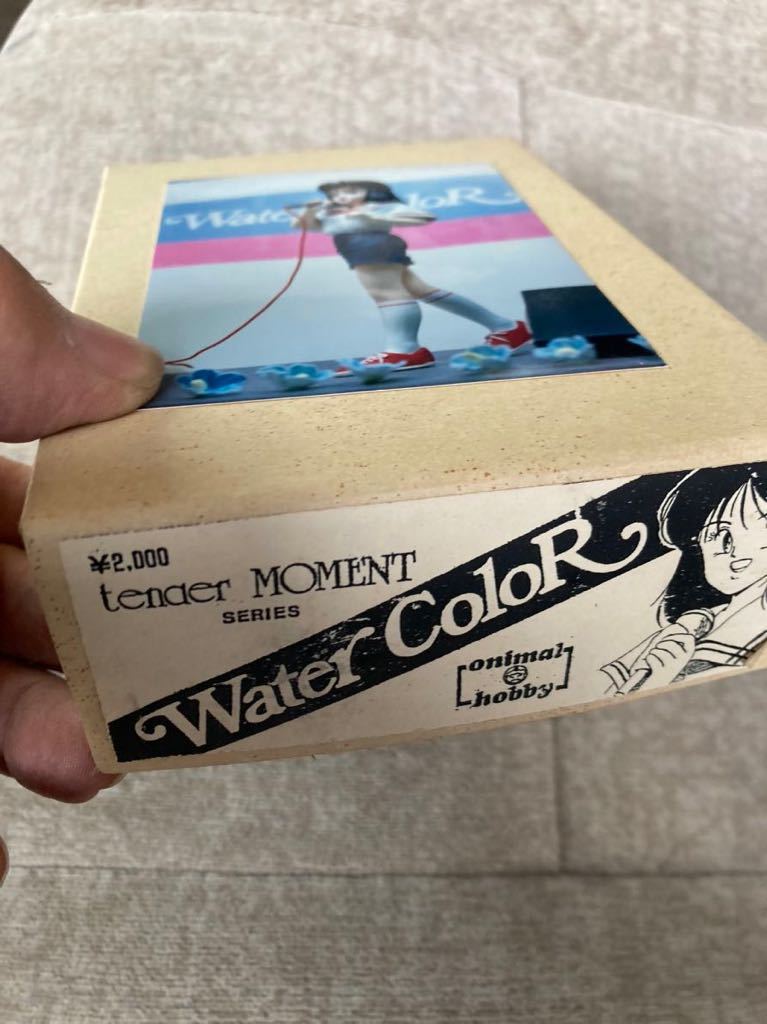 Water ColoR
¥2,000
tender MOMENT
SERIES
Water ColoR
onimal
hobby